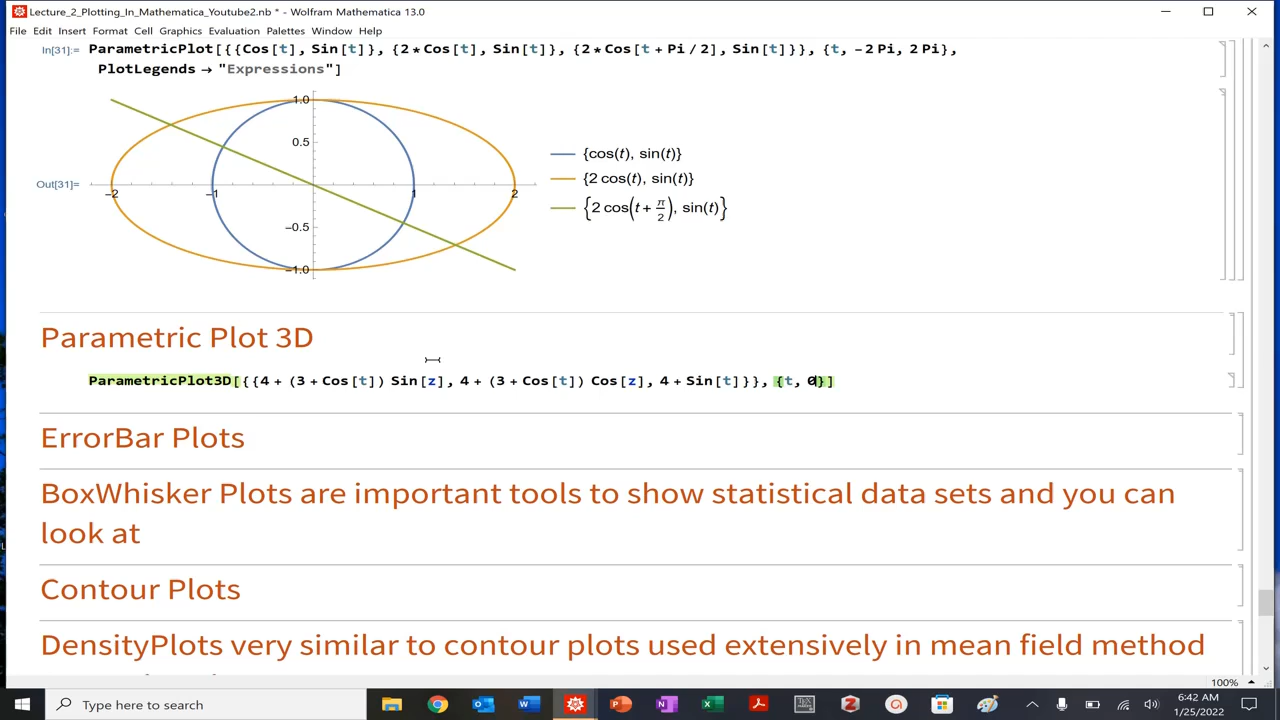 Lecture_2_Plotting_In_Mathematica_Youtube2.nb * - Wolfram Mathematica 13.0
File Edit Insert Format Cell Graphics Evaluation Palettes Window Help
In[31]:= ParametricPlot[{{Cos[t], Sin[t]}, {2*Cos[t], Sin[t]}, {2*Cos[t + Pi / 2], Sin[t]}}, {t, -2 Pi, 2 Pi},
PlotLegends → "Expressions"]
1.0
0.5
-2
-1
1
2
-0.5
-1.0
Out[31]=
{cos(t), sin(t)}
{2 cos(t), sin(t)}
{2 cos(t + π/2), sin(t)}
Parametric Plot 3D
ParametricPlot3D[{{4 + (3 + Cos[t]) Sin[z], 4 + (3 + Cos[t]) Cos[z], 4 + Sin[t]}}, {t, 0}]
ErrorBar Plots
BoxWhisker Plots are important tools to show statistical data sets and you can
look at
Contour Plots
DensityPlots very similar to contour plots used extensively in mean field method
100%
Type here to search
6:42 AM
1/25/2022